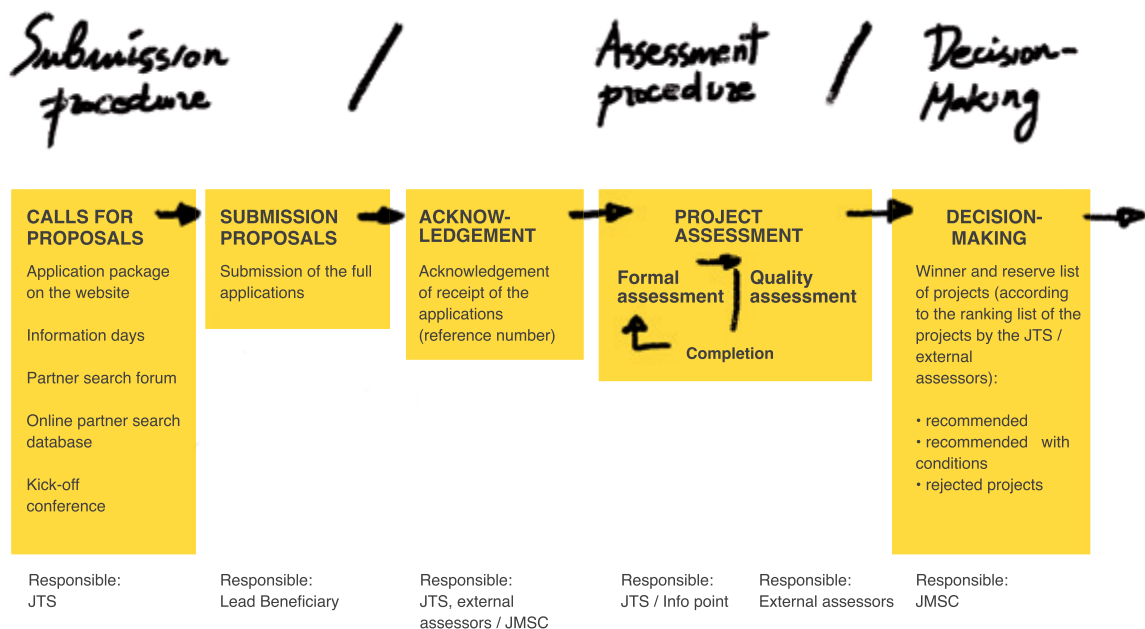 Submission
procedure
/
Assessment
procedure
/
Decision-
Making
CALLS FOR
PROPOSALS
Application package
on the website
Information days
Partner search forum
Online partner search
database
Kick-off
conference
Responsible:
JTS
SUBMISSION
PROPOSALS
Submission of the full
applications
Responsible:
Lead Beneficiary
ACKNOW-
LEDGEMENT
Acknowledgement
of receipt of the
applications
(reference number)
Responsible:
JTS, external
assessors / JMSC
PROJECT
ASSESSMENT
Formal
assessment
Quality
assessment
Completion
Responsible:
JTS / Info point
Responsible:
External assessors
DECISION-
MAKING
Winner and reserve list
of projects (according
to the ranking list of the
projects by the JTS /
external
assessors):
• recommended
• recommended with
conditions
• rejected projects
Responsible:
JMSC